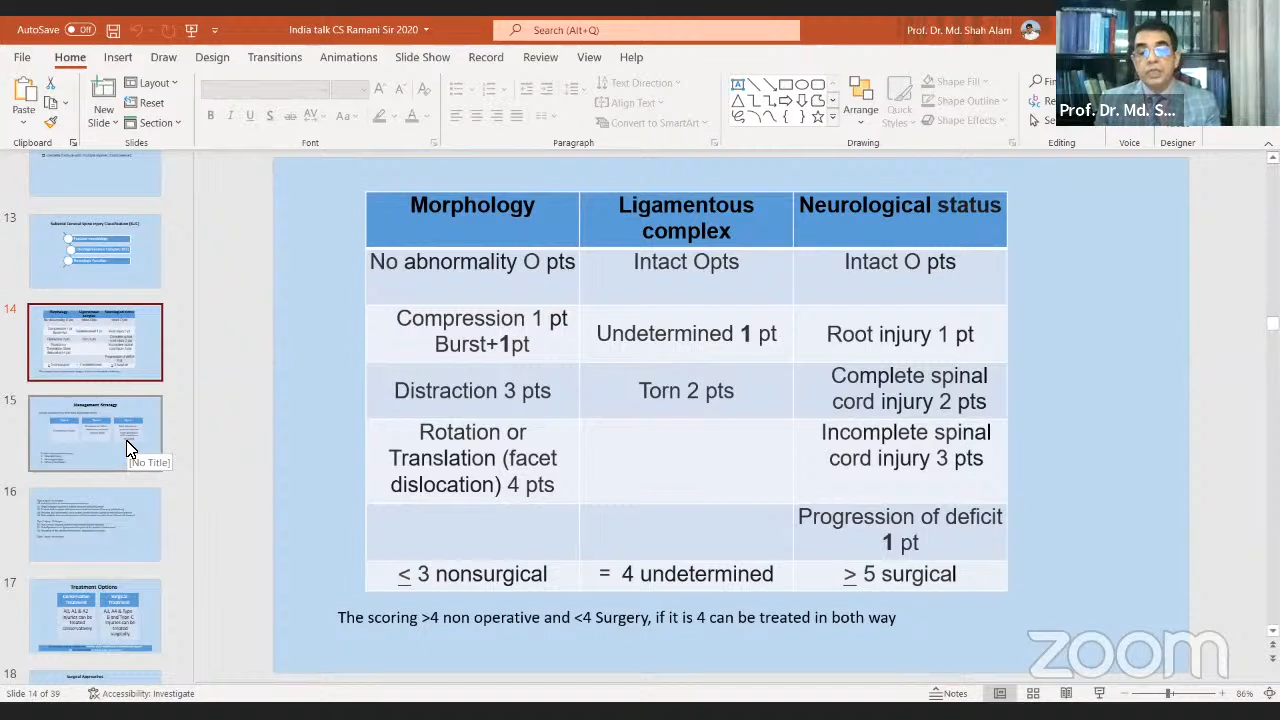 AutoSave Off
India talk CS Ramani Sir 2020
Search (Alt+Q)
Prof. Dr. Md. Shah Alam
File Home Insert Draw Design Transitions Animations Slide Show Record Review View Help
Paste
New
Slide
Layout
Reset
Section
Text Direction
Align Text
Convert to SmartArt
Arrange
Quick
Styles
Shape Fill
Shape Outline
Shape Effects
Prof. Dr. Md. S...
Clipboard Slides Font Paragraph Drawing Editing Voice Designer
Morphology Ligamentous complex Neurological status
No abnormality O pts Intact Opts Intact O pts
Compression 1 pt
Burst+1pt
Undetermined 1 pt
Root injury 1 pt
Distraction 3 pts
Torn 2 pts
Complete spinal
cord injury 2 pts
Rotation or
Translation (facet
dislocation) 4 pts
Incomplete spinal
cord injury 3 pts
Progression of deficit
1 pt
< 3 nonsurgical = 4 undetermined > 5 surgical
The scoring >4 non operative and <4 Surgery, if it is 4 can be treated in both way
13
14
15
Management Strategy
[No Title]
16
17
Treatment Options
18
Surgical Approaches
zoom
Slide 14 of 39 Accessibility: Investigate Notes 86%